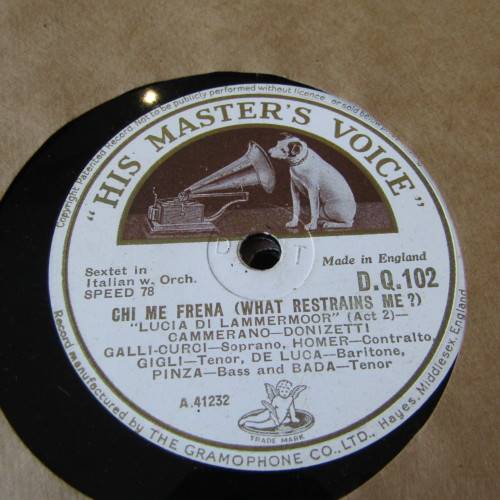 Copyright Patented Record. Not to be publicly performed without licence, or sold below
"HIS MASTER'S VOICE"
Sextet in
Italian w. Orch.
SPEED 78
Made in England
D.Q.102
CHI ME FRENA (WHAT RESTRAINS ME?)
"LUCIA DI LAMMERMOOR" (Act 2)—
CAMMERANO—DONIZETTI
GALLI-CURCI—Soprano, HOMER—Contralto,
GIGLI—Tenor, DE LUCA—Baritone,
PINZA—Bass and BADA—Tenor
A.41232
TRADE MARK
Record manufactured by THE GRAMOPHONE CO., LTD., Hayes, Middlesex, England